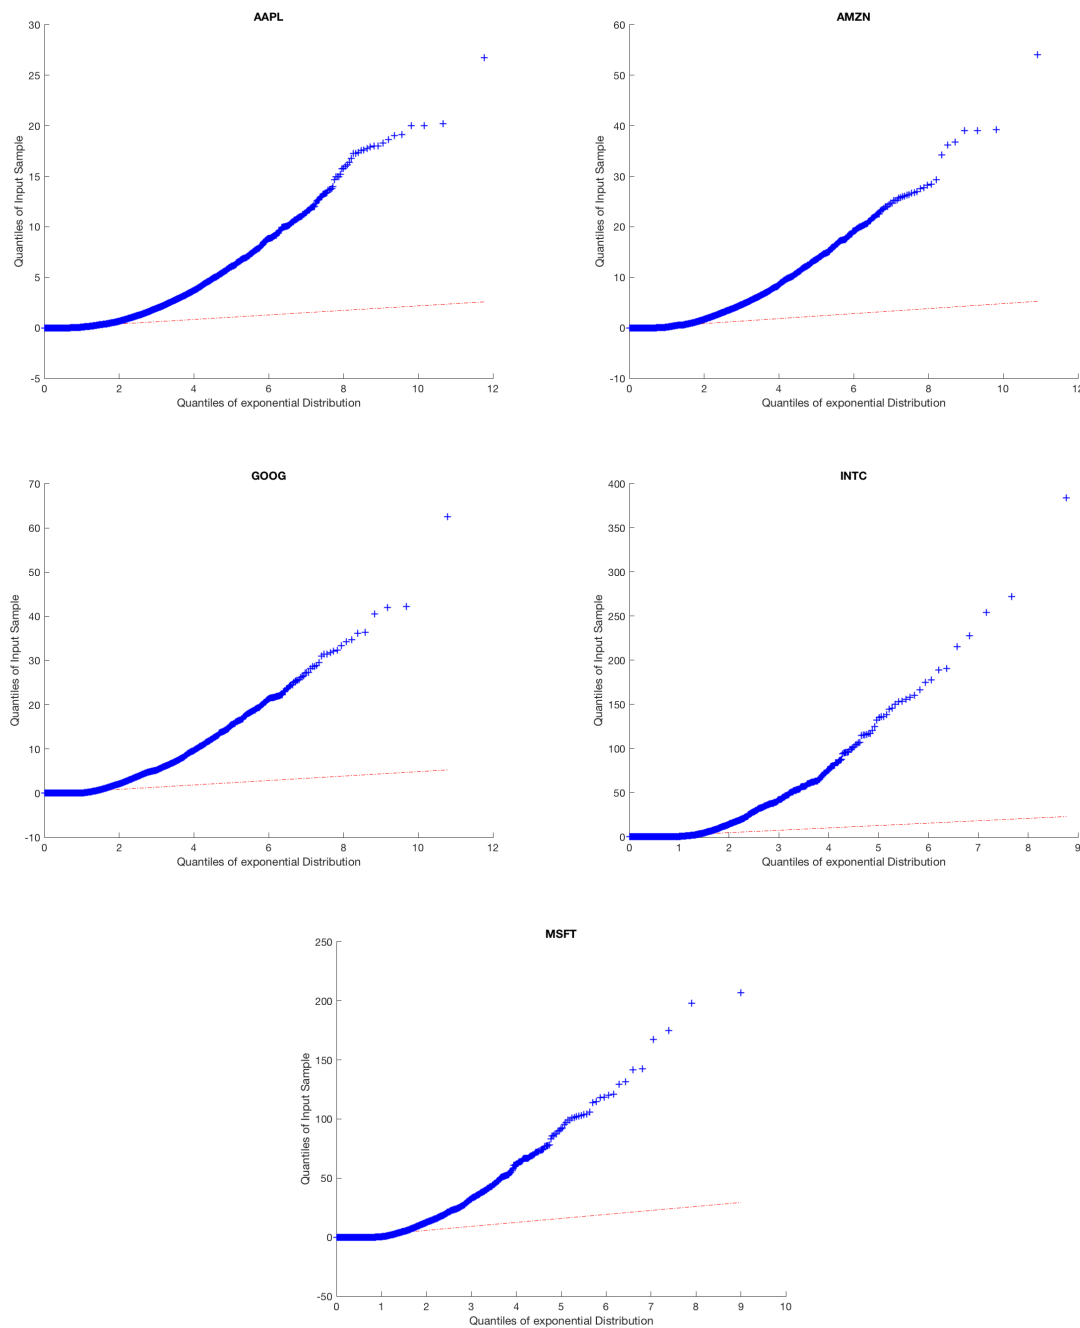 AAPL
30
25
20
15
10
5
0
-5
0 2 4 6 8 10 12
Quantiles of Input Sample
Quantiles of exponential Distribution
AMZN
60
50
40
30
20
10
0
-10
0 2 4 6 8 10 12
Quantiles of Input Sample
Quantiles of exponential Distribution
GOOG
70
60
50
40
30
20
10
0
-10
0 2 4 6 8 10 12
Quantiles of Input Sample
Quantiles of exponential Distribution
INTC
400
350
300
250
200
150
100
50
0
0 1 2 3 4 5 6 7 8 9
Quantiles of Input Sample
Quantiles of exponential Distribution
MSFT
250
200
150
100
50
0
-50
0 1 2 3 4 5 6 7 8 9 10
Quantiles of Input Sample
Quantiles of exponential Distribution